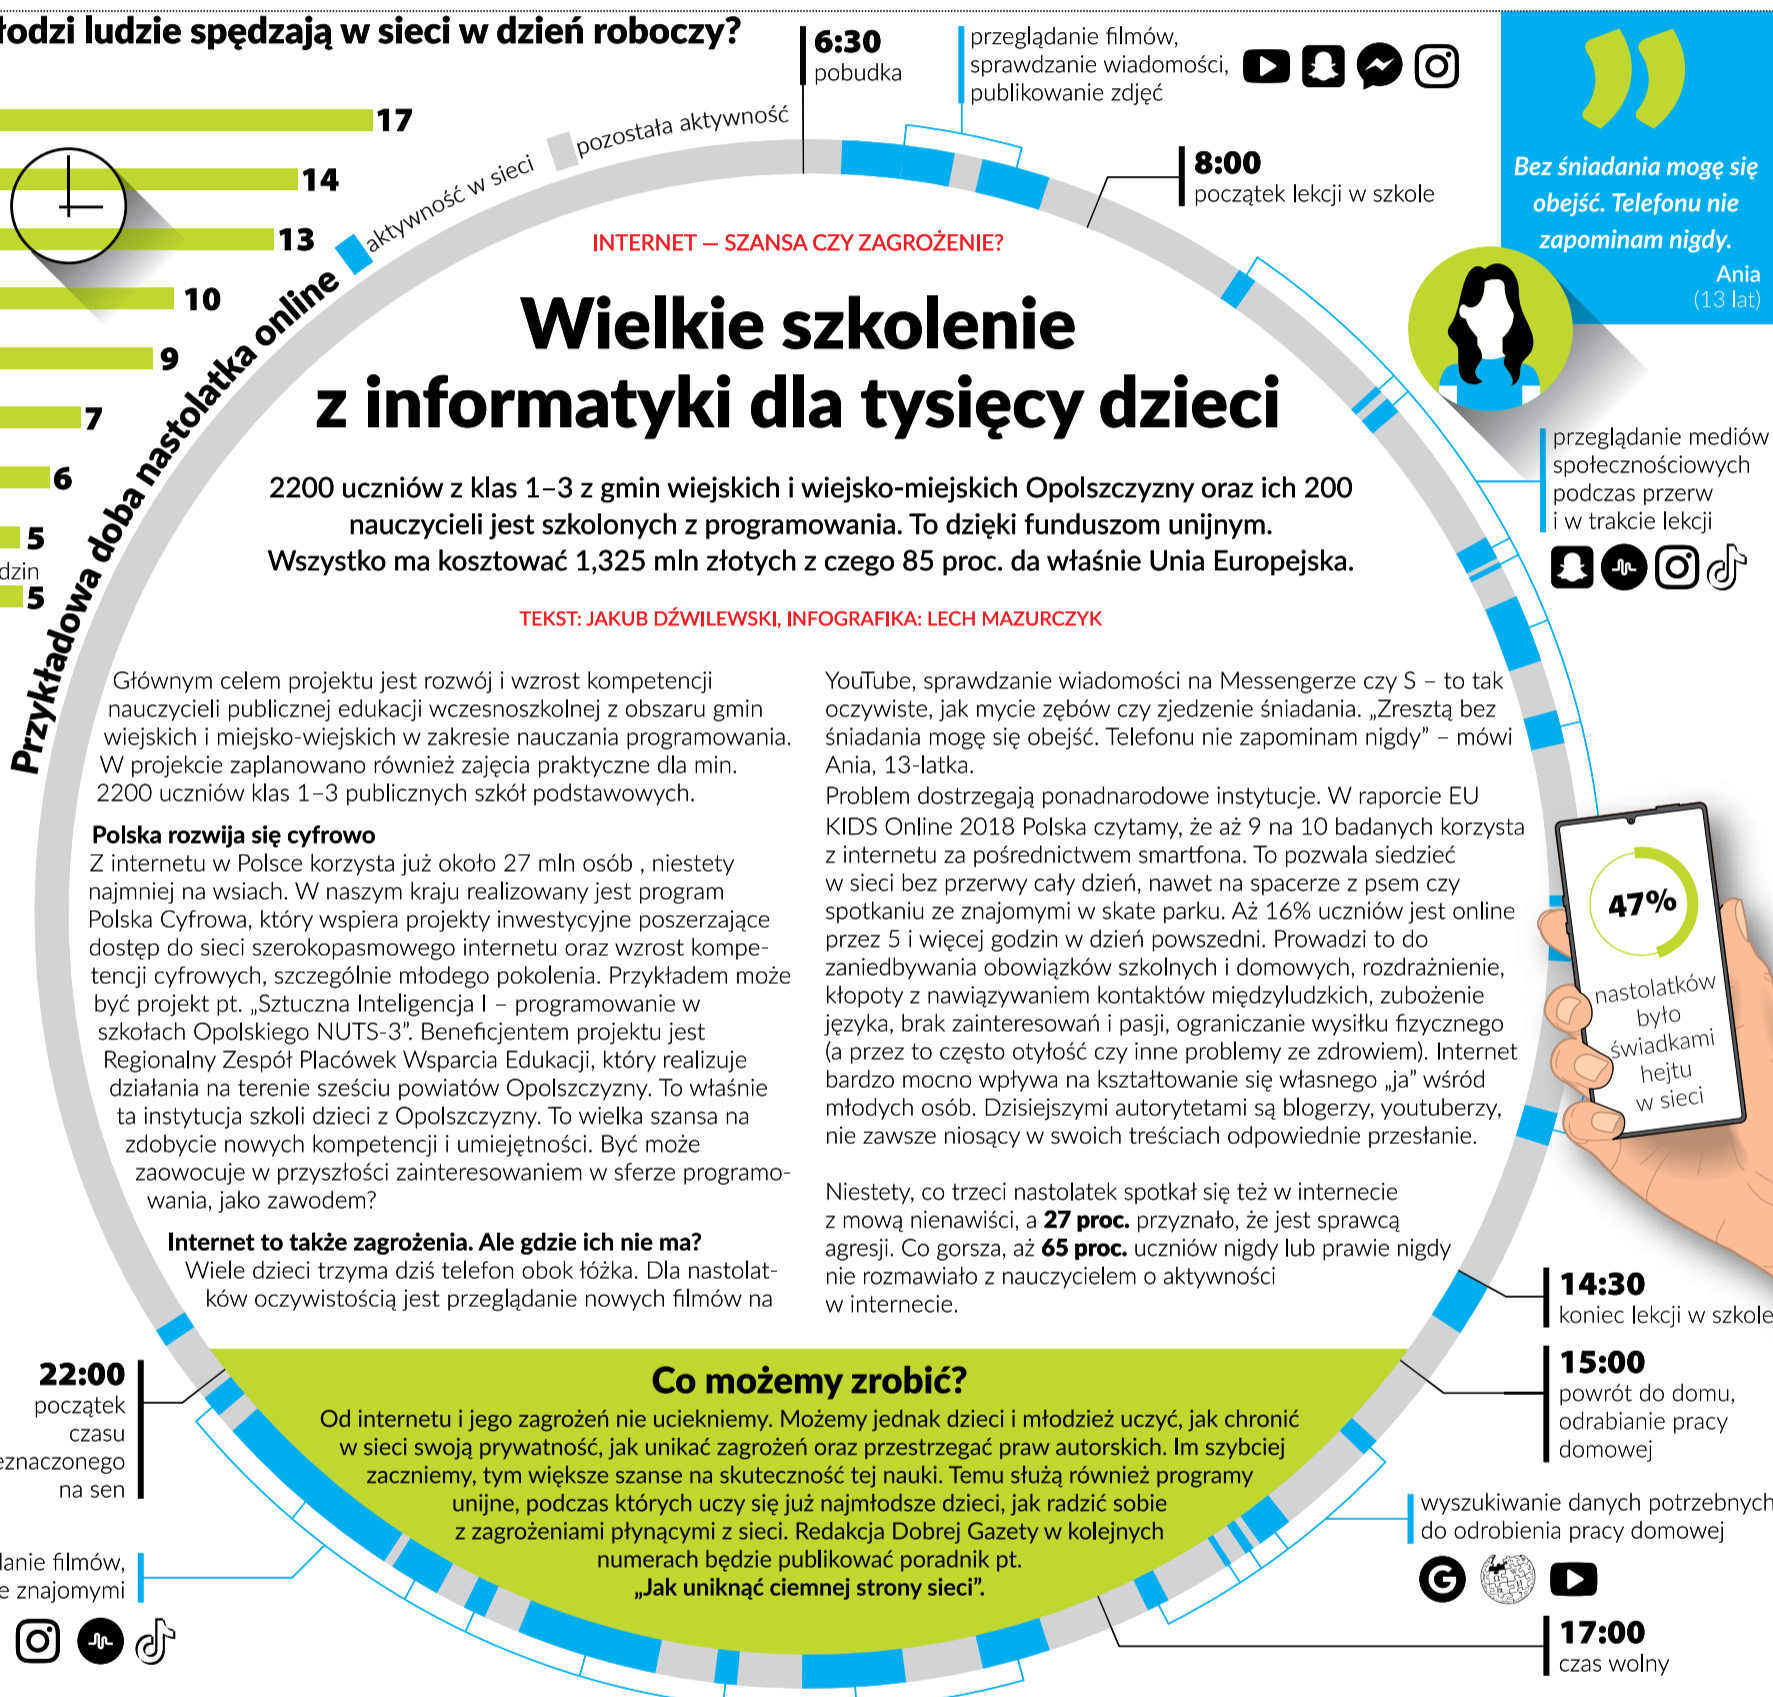 łodzi ludzie spędzają w sieci w dzień roboczy?
17
14
13
10
9
7
6
5
dzin
5
Przykładowa doba nastolatka online
aktywność w sieci
pozostała aktywność
6:30
pobudka
przeglądanie filmów,
sprawdzanie wiadomości,
publikowanie zdjęć
8:00
początek lekcji w szkole
Bez śniadania mogę się
obejść. Telefonu nie
zapominam nigdy.
Ania
(13 lat)
przeglądanie mediów
społecznościowych
podczas przerw
i w trakcie lekcji
INTERNET — SZANSA CZY ZAGROŻENIE?
Wielkie szkolenie
z informatyki dla tysięcy dzieci
2200 uczniów z klas 1–3 z gmin wiejskich i wiejsko-miejskich Opolszczyzny oraz ich 200
nauczycieli jest szkolonych z programowania. To dzięki funduszom unijnym.
Wszystko ma kosztować 1,325 mln złotych z czego 85 proc. da właśnie Unia Europejska.
TEKST: JAKUB DŹWILEWSKI, INFOGRAFIKA: LECH MAZURCZYK
Głównym celem projektu jest rozwój i wzrost kompetencji
nauczycieli publicznej edukacji wczesnoszkolnej z obszaru gmin
wiejskich i miejsko-wiejskich w zakresie nauczania programowania.
W projekcie zaplanowano również zajęcia praktyczne dla min.
2200 uczniów klas 1–3 publicznych szkół podstawowych.
Polska rozwija się cyfrowo
Z internetu w Polsce korzysta już około 27 mln osób , niestety
najmniej na wsiach. W naszym kraju realizowany jest program
Polska Cyfrowa, który wspiera projekty inwestycyjne poszerzające
dostęp do sieci szerokopasmowego internetu oraz wzrost kompe-
tencji cyfrowych, szczególnie młodego pokolenia. Przykładem może
być projekt pt. „Sztuczna Inteligencja I – programowanie w
szkołach Opolskiego NUTS-3”. Beneficjentem projektu jest
Regionalny Zespół Placówek Wsparcia Edukacji, który realizuje
działania na terenie sześciu powiatów Opolszczyzny. To właśnie
ta instytucja szkoli dzieci z Opolszczyzny. To wielka szansa na
zdobycie nowych kompetencji i umiejętności. Być może
zaowocuje w przyszłości zainteresowaniem w sferze programo-
wania, jako zawodem?
Internet to także zagrożenia. Ale gdzie ich nie ma?
Wiele dzieci trzyma dziś telefon obok łóżka. Dla nastolat-
ków oczywistością jest przeglądanie nowych filmów na
YouTube, sprawdzanie wiadomości na Messengerze czy S – to tak
oczywiste, jak mycie zębów czy zjedzenie śniadania. „Zresztą bez
śniadania mogę się obejść. Telefonu nie zapominam nigdy” – mówi
Ania, 13-latka.
Problem dostrzegają ponadnarodowe instytucje. W raporcie EU
KIDS Online 2018 Polska czytamy, że aż 9 na 10 badanych korzysta
z internetu za pośrednictwem smartfona. To pozwala siedzieć
w sieci bez przerwy cały dzień, nawet na spacerze z psem czy
spotkaniu ze znajomymi w skate parku. Aż 16% uczniów jest online
przez 5 i więcej godzin w dzień powszedni. Prowadzi to do
zaniedbywania obowiązków szkolnych i domowych, rozdrażnienie,
kłopoty z nawiązywaniem kontaktów międzyludzkich, zubożenie
języka, brak zainteresowań i pasji, ograniczanie wysiłku fizycznego
(a przez to często otyłość czy inne problemy ze zdrowiem). Internet
bardzo mocno wpływa na kształtowanie się własnego „ja” wśród
młodych osób. Dzisiejszymi autorytetami są blogerzy, youtuberzy,
nie zawsze niosący w swoich treściach odpowiednie przesłanie.
Niestety, co trzeci nastolatek spotkał się też w internecie
z mową nienawiści, a 27 proc. przyznało, że jest sprawcą
agresji. Co gorsza, aż 65 proc. uczniów nigdy lub prawie nigdy
nie rozmawiało z nauczycielem o aktywności
w internecie.
47%
nastolatków
było
świadkami
hejtu
w sieci
14:30
koniec lekcji w szkole
15:00
powrót do domu,
odrabianie pracy
domowej
wyszukiwanie danych potrzebnych
do odrobienia pracy domowej
G
17:00
czas wolny
Co możemy zrobić?
Od internetu i jego zagrożeń nie uciekniemy. Możemy jednak dzieci i młodzież uczyć, jak chronić
w sieci swoją prywatność, jak unikać zagrożeń oraz przestrzegać praw autorskich. Im szybciej
zaczniemy, tym większe szanse na skuteczność tej nauki. Temu służą również programy
unijne, podczas których uczy się już najmłodsze dzieci, jak radzić sobie
z zagrożeniami płynącymi z sieci. Redakcja Dobrej Gazety w kolejnych
numerach będzie publikować poradnik pt.
„Jak uniknąć ciemnej strony sieci”.
22:00
początek
czasu
eznaczonego
na sen
danie filmów,
e znajomymi